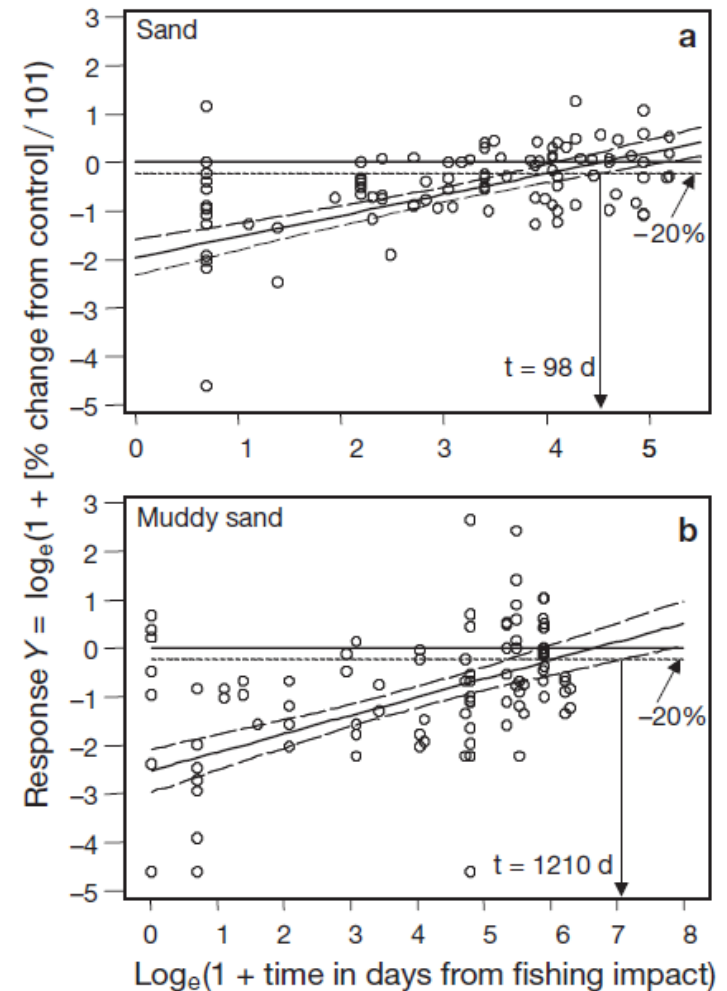 Response Y = logₑ(1 + [% change from control] / 101)
3
Sand
a
2
1
0
−1
−20%
−2
−3
t = 98 d
−4
−5
0 1 2 3 4 5
3
Muddy sand
b
2
1
0
−1
−20%
−2
−3
−4
t = 1210 d
−5
0 1 2 3 4 5 6 7 8
Logₑ(1 + time in days from fishing impact)